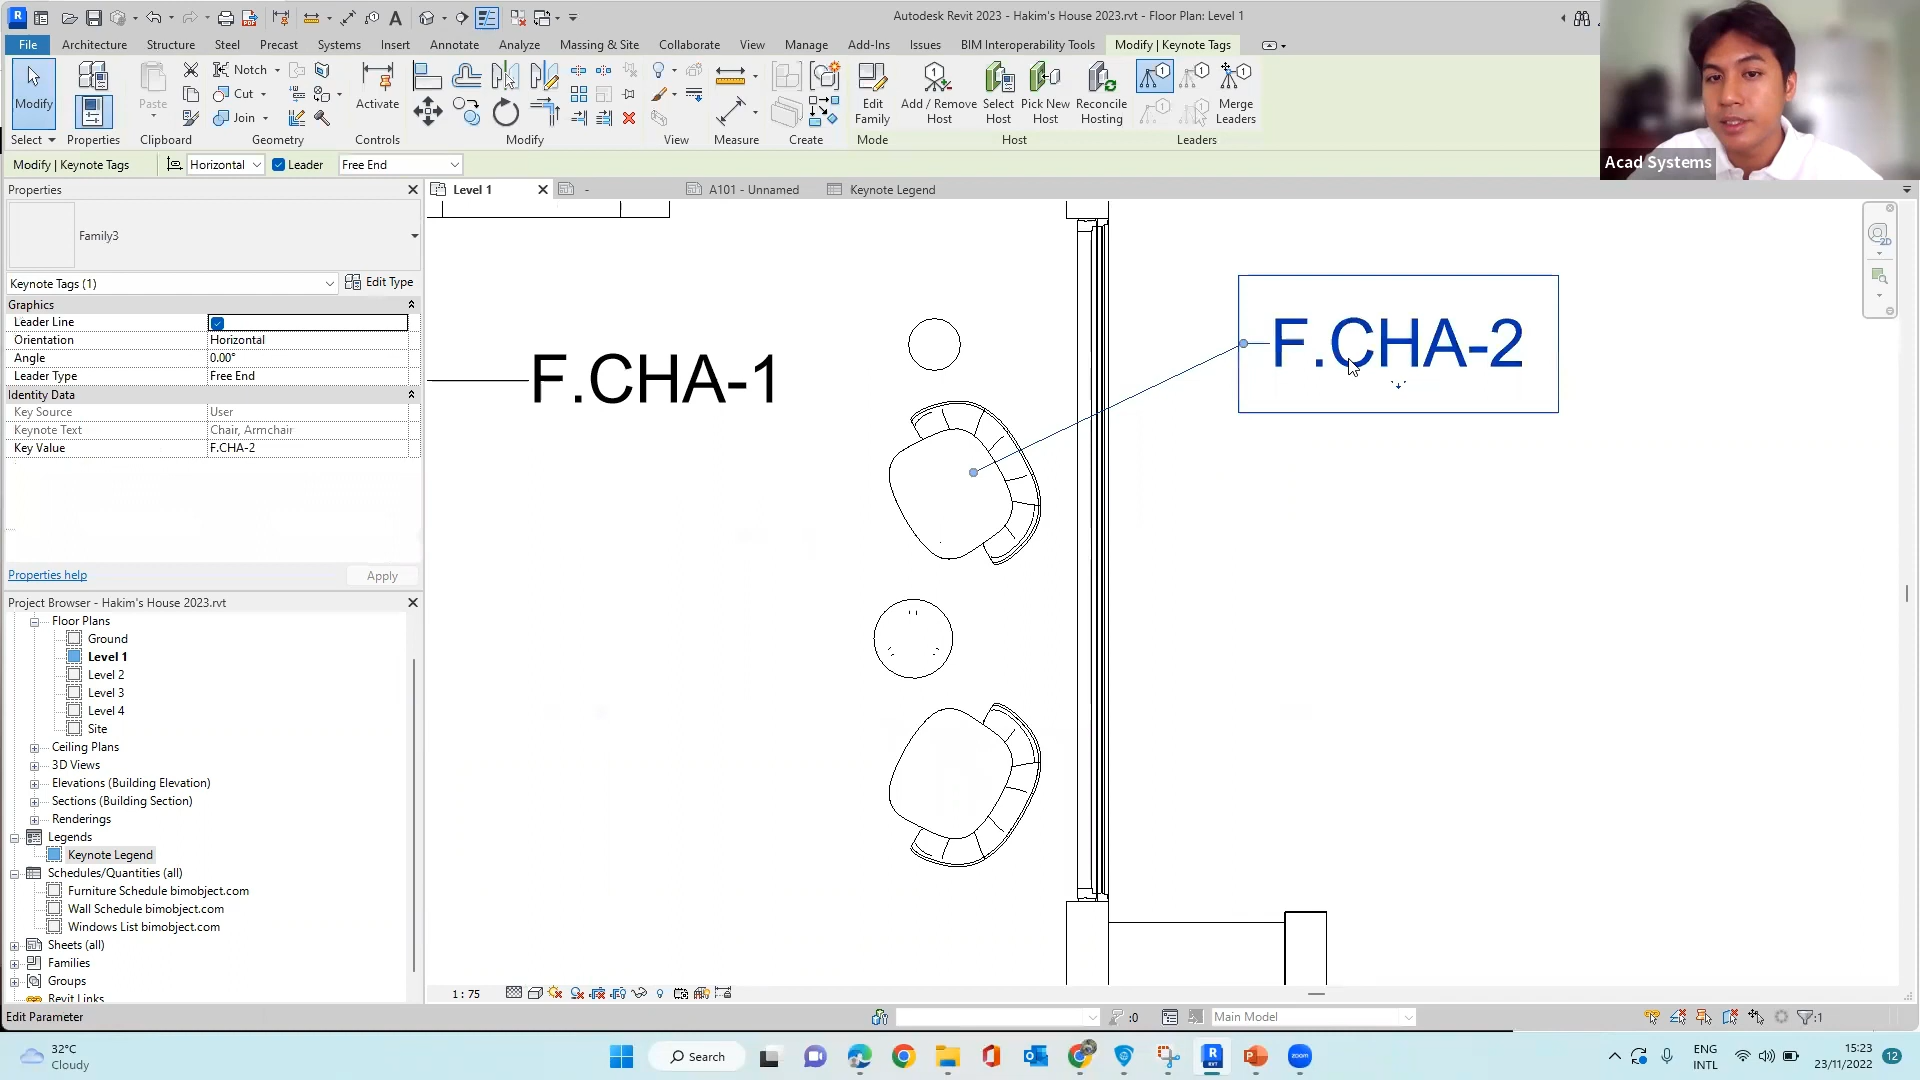 Autodesk Revit 2023 - Hakim's House 2023.rvt - Floor Plan: Level 1
File Architecture Structure Steel Precast Systems Insert Annotate Analyze Massing & Site Collaborate View Manage Add-Ins Issues BIM Interoperability Tools Modify | Keynote Tags
Modify Paste Notch Cut Join Activate Edit Family Add / Remove Host Select Host Pick New Host Reconcile Hosting Merge Leaders
Select Properties Clipboard Geometry Controls Modify View Measure Create Mode Host Leaders
Acad Systems
Modify | Keynote Tags Horizontal Leader Free End
Properties
Level 1 - A101 - Unnamed Keynote Legend
Family3
Keynote Tags (1) Edit Type
Graphics
Leader Line
Orientation Horizontal
Angle 0.00°
Leader Type Free End
Identity Data
Key Source User
Keynote Text Chair, Armchair
Key Value F.CHA-2
Properties help Apply
F.CHA-1
F.CHA-2
Project Browser - Hakim's House 2023.rvt
Floor Plans
Ground
Level 1
Level 2
Level 3
Level 4
Site
Ceiling Plans
3D Views
Elevations (Building Elevation)
Sections (Building Section)
Renderings
Legends
Keynote Legend
Schedules/Quantities (all)
Furniture Schedule bimobject.com
Wall Schedule bimobject.com
Windows List bimobject.com
Sheets (all)
Families
Groups
Revit Links
1 : 75
Edit Parameter :0 Main Model :1
32°C
Cloudy
Search
ENG
INTL
15:23
23/11/2022
12